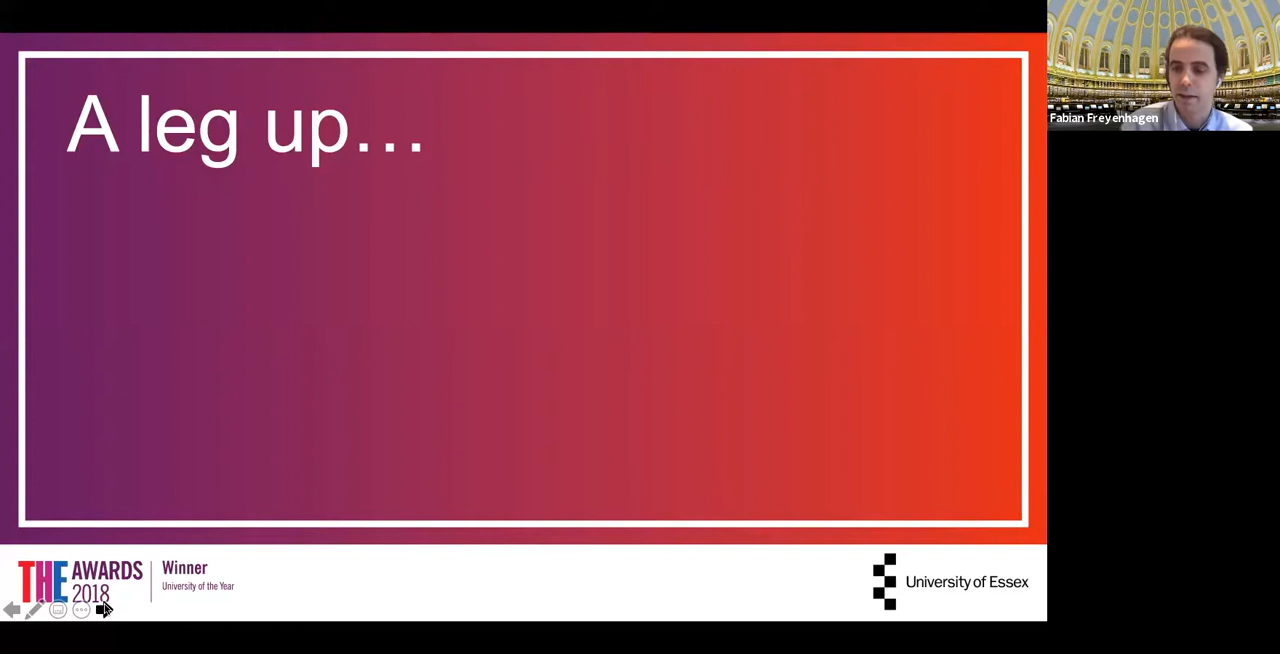 A leg up…
Fabian Freyenhagen
THE AWARDS 2018
Winner
University of the Year
University of Essex